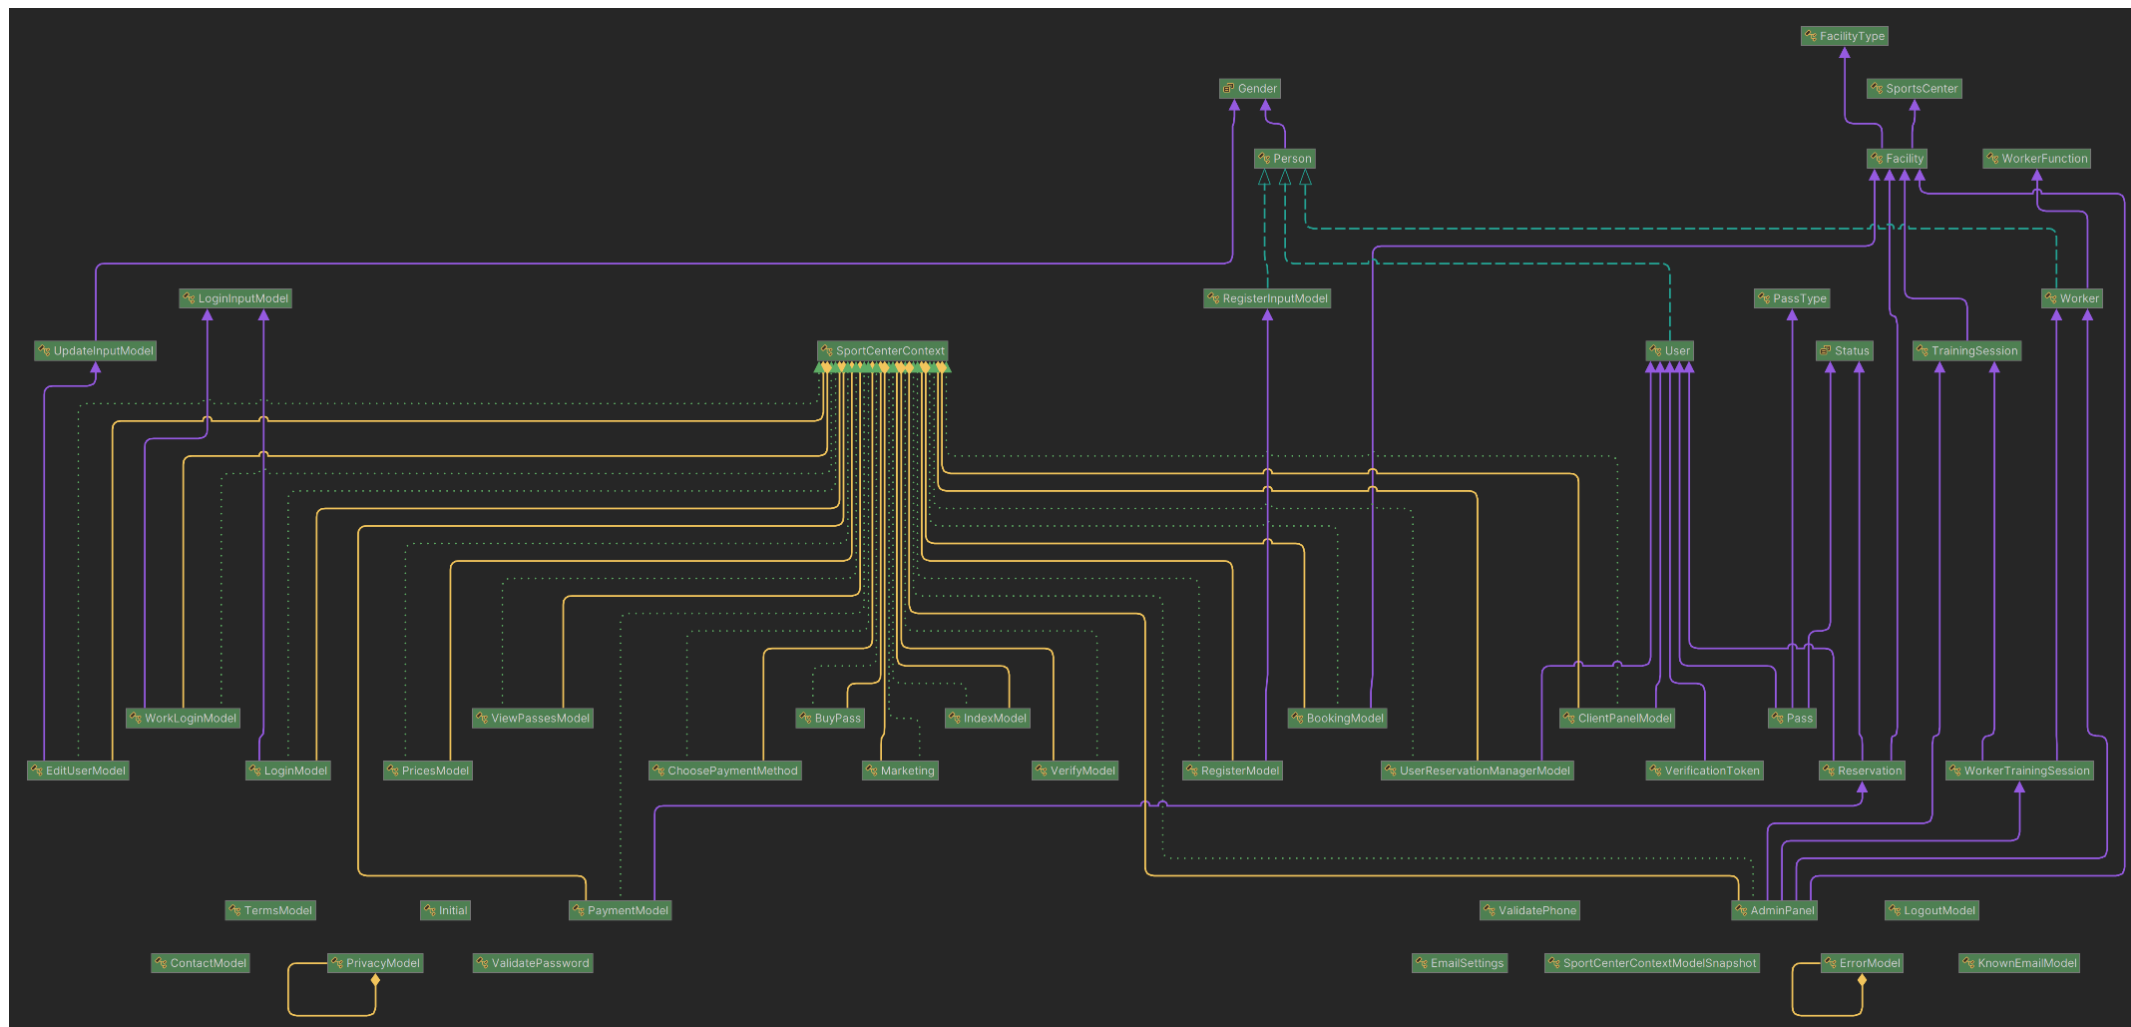 FacilityType
Gender
SportsCenter
Person
Facility
WorkerFunction
LoginInputModel
RegisterInputModel
PassType
Worker
UpdateInputModel
SportCenterContext
User
Status
TrainingSession
WorkLoginModel
ViewPassesModel
BuyPass
IndexModel
BookingModel
ClientPanelModel
Pass
EditUserModel
LoginModel
PricesModel
ChoosePaymentMethod
Marketing
VerifyModel
RegisterModel
UserReservationManagerModel
VerificationToken
Reservation
WorkerTrainingSession
TermsModel
Initial
PaymentModel
ValidatePhone
AdminPanel
LogoutModel
ContactModel
PrivacyModel
ValidatePassword
EmailSettings
SportCenterContextModelSnapshot
ErrorModel
KnownEmailModel